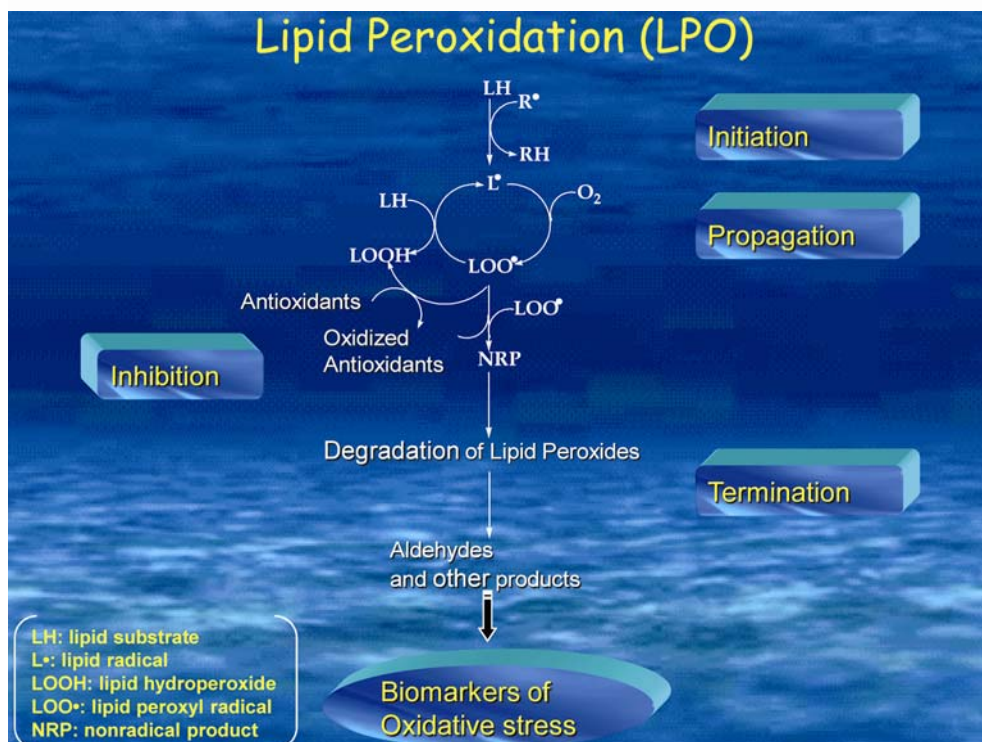 Lipid Peroxidation (LPO)
LH
R•
RH
Initiation
L•
LH
O₂
Propagation
LOOH
LOO•
Antioxidants
LOO•
Oxidized
Antioxidants
NRP
Inhibition
Degradation of Lipid Peroxides
Termination
Aldehydes
and other products
LH: lipid substrate
L•: lipid radical
LOOH: lipid hydroperoxide
LOO•: lipid peroxyl radical
NRP: nonradical product
Biomarkers of
Oxidative stress